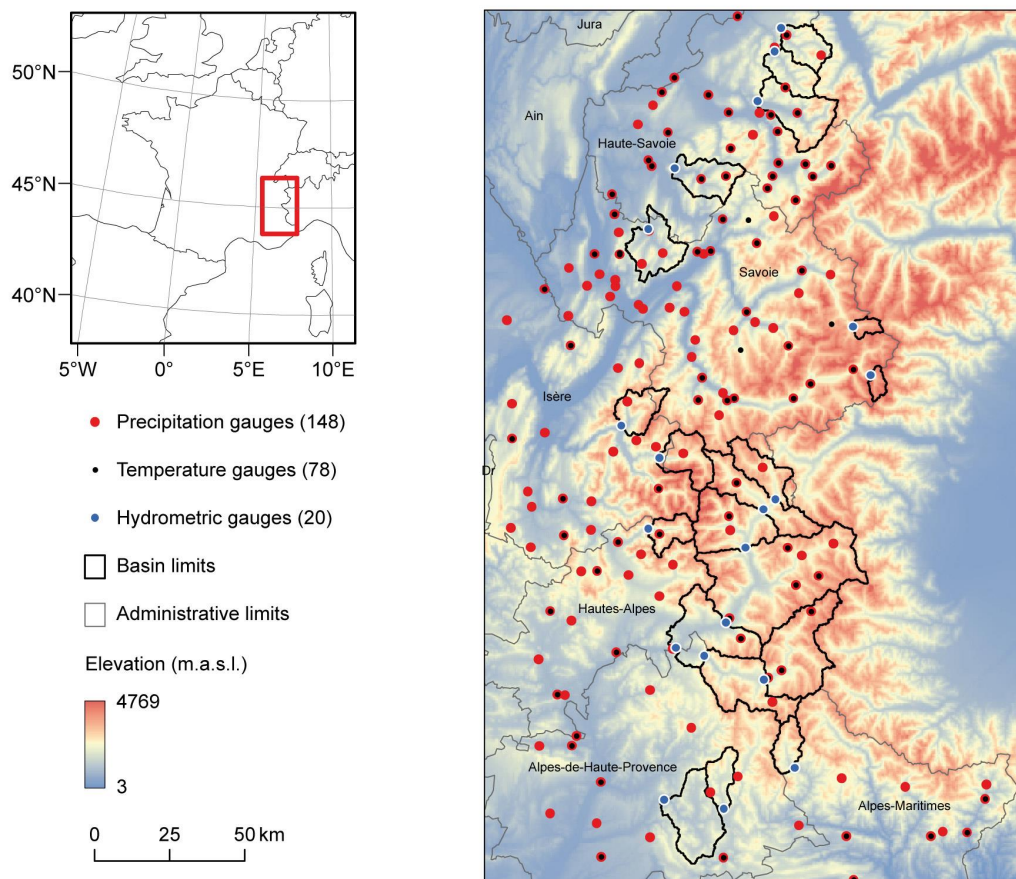 50°N
45°N
40°N
5°W
0°E
5°E
10°E
Precipitation gauges (148)
Temperature gauges (78)
Hydrometric gauges (20)
Basin limits
Administrative limits
Elevation (m.a.s.l.)
4769
3
0 25 50 km
Jura
Ain
Haute-Savoie
Savoie
Isère
Dr
Hautes-Alpes
Alpes-de-Haute-Provence
Alpes-Maritimes